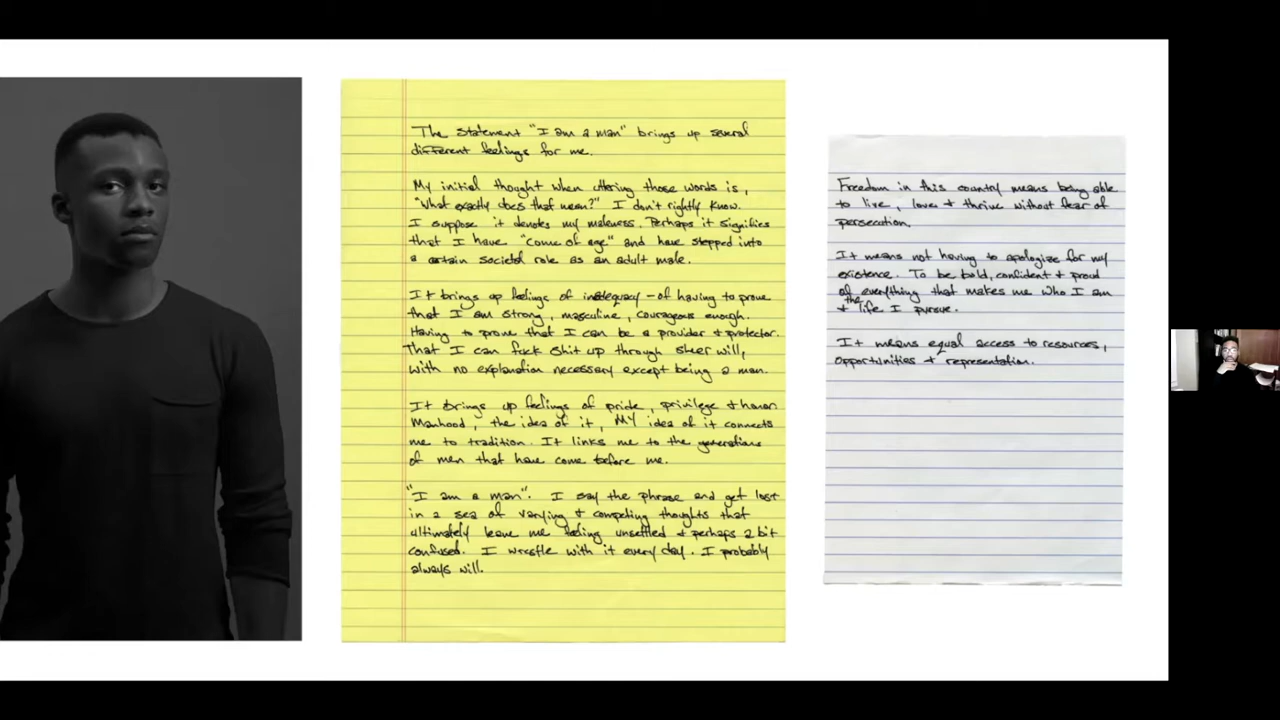 The statement "I am a man" brings up several
different feelings for me.
My initial thought when uttering those words is,
"What exactly does that mean?" I don't rightly know.
I suppose it denotes my maleness. Perhaps it signifies
that I have "come of age" and have stepped into
a certain societal role as an adult male.
It brings up feelings of inadequacy - of having to prove
that I am strong, masculine, courageous enough.
Having to prove that I can be a provider & protector.
That I can fuck shit up through sheer will,
with no explanation necessary except being a man.
It brings up feelings of pride, privilege & honor
Manhood, the idea of it, MY idea of it connects
me to tradition. It links me to the generations
of men that have come before me.
"I am a man". I say the phrase and get lost
in a sea of varying & competing thoughts that
ultimately leave me feeling unsettled & perhaps a bit
confused. I wrestle with it every day. I probably
always will.
Freedom in this country means being able
to live, love & thrive without fear of
persecution.
It means not having to apologize for my
existence. To be bold, confident & proud
of everything that makes me who I am
& the life I pursue.
It means equal access to resources,
opportunities & representation.